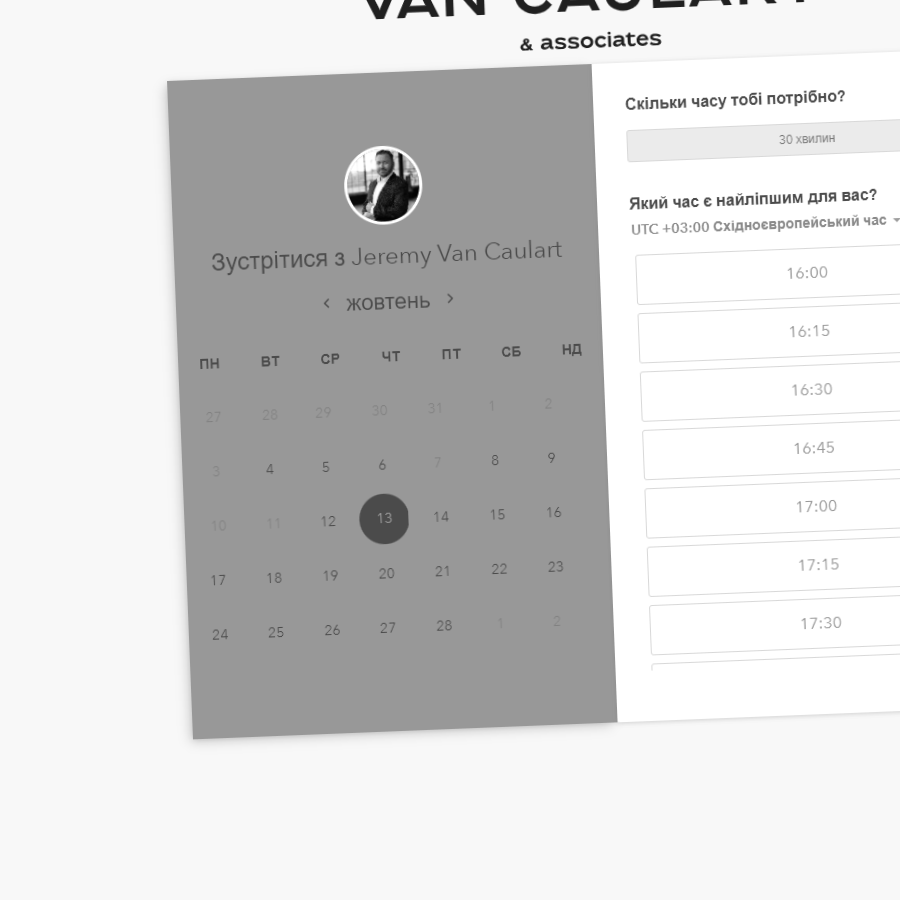 VAN CAULART
& associates
Зустрітися з Jeremy Van Caulart
‹ жовтень ›
ПН ВТ СР ЧТ ПТ СБ НД
27 28 29 30 31 1 2
3 4 5 6 7 8 9
10 11 12 13 14 15 16
17 18 19 20 21 22 23
24 25 26 27 28 1 2
Скільки часу тобі потрібно?
30 хвилин
Який час є найліпшим для вас?
UTC +03:00 Східноєвропейський час
16:00
16:15
16:30
16:45
17:00
17:15
17:30